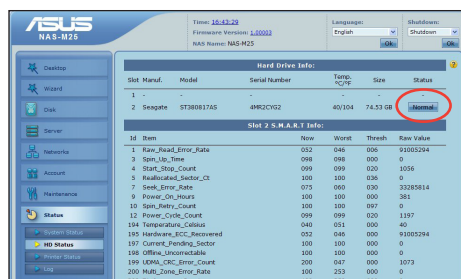 ASUS
NAS-M25
Time: 16:43:29
Firmware Version: 1.00003
NAS Name: NAS-M25
Language:
English
Ok
Shutdown:
Shutdown
Ok
Desktop
Wizard
Disk
Server
Networks
Account
Maintenance
Status
System Status
HD Status
Printer Status
Log
Hard Drive Info:
Slot Manuf. Model Serial Number Temp. °C/°F Size Status
1 - - - - - -
2 Seagate ST380817AS 4MR2CYG2 40/104 74.53 GB Normal
Slot 2 S.M.A.R.T Info:
Id Item Now Worst Thresh Raw Value
1 Raw_Read_Error_Rate 052 046 006 91005294
3 Spin_Up_Time 098 098 000 0
4 Start_Stop_Count 099 099 020 1056
5 Reallocated_Sector_Ct 100 100 036 0
7 Seek_Error_Rate 075 060 030 33285814
9 Power_On_Hours 100 100 000 381
10 Spin_Retry_Count 100 100 000 0
12 Power_Cycle_Count 099 099 020 1197
194 Temperature_Celsius 040 051 000 40
195 Hardware_ECC_Recovered 052 046 000 91005294
197 Current_Pending_Sector 100 100 000 0
198 Offline_Uncorrectable 100 100 000 0
199 UDMA_CRC_Error_Count 200 047 000 1073
200 Multi_Zone_Error_Rate 100 253 000 0